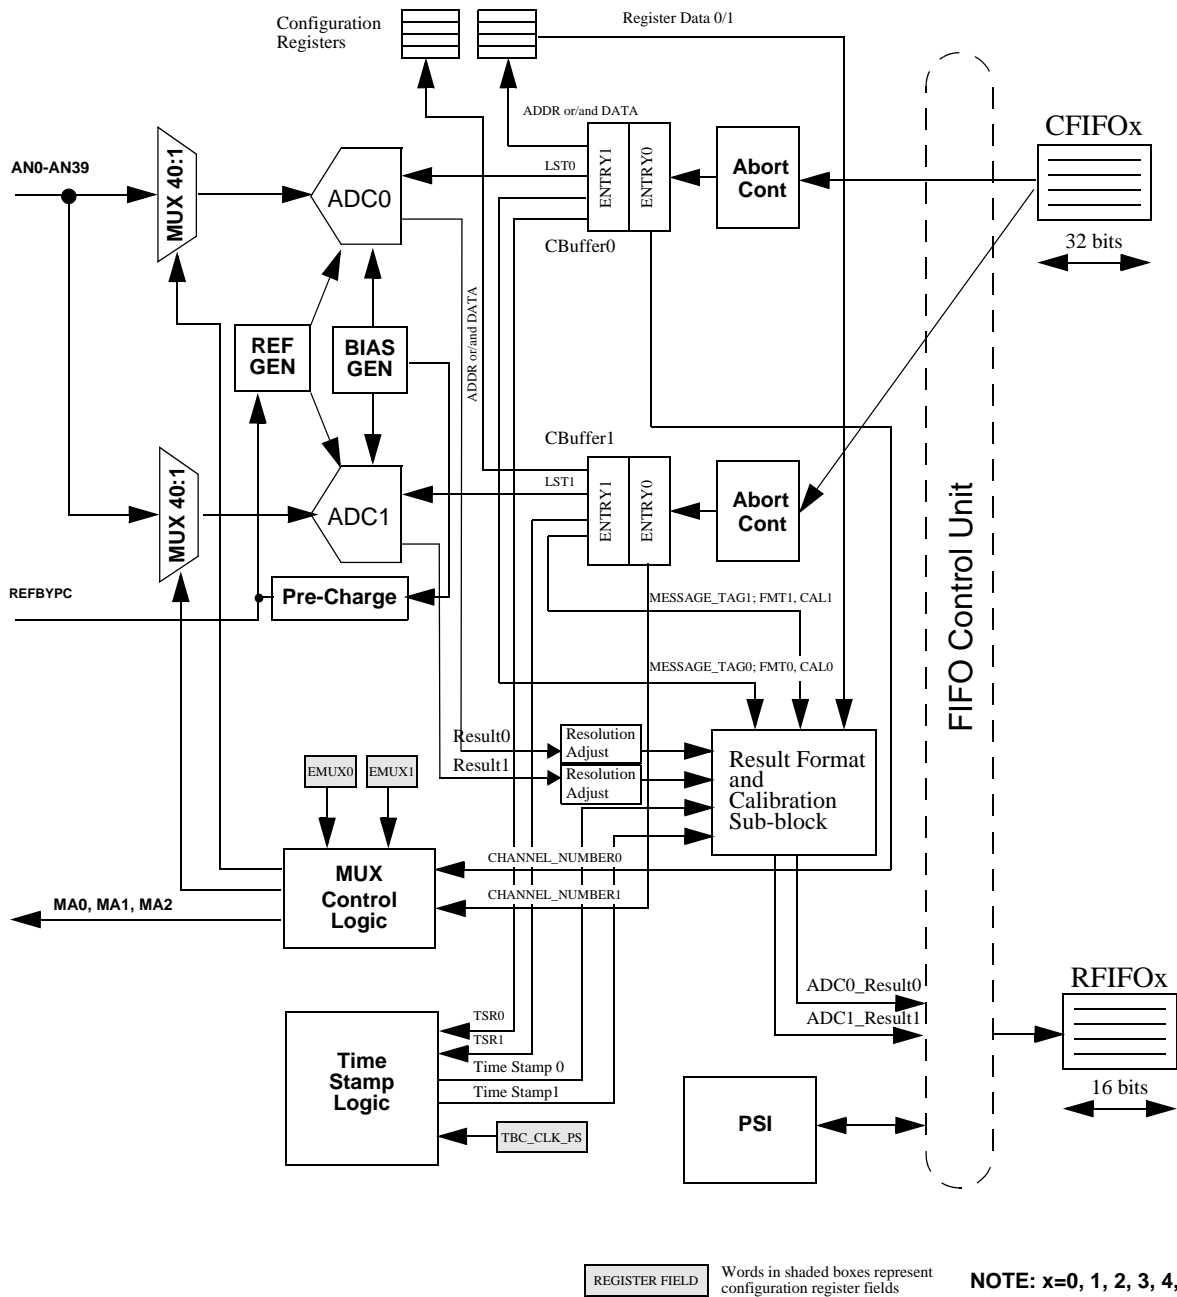 Configuration
Registers
Register Data 0/1
ADDR or/and DATA
CFIFOx
32 bits
AN0-AN39
MUX 40:1
ADC0
LST0
ENTRY1
ENTRY0
Abort
Cont
CBuffer0
REF
GEN
BIAS
GEN
ADDR or/and DATA
CBuffer1
MUX 40:1
ADC1
LST1
ENTRY1
ENTRY0
Abort
Cont
FIFO Control Unit
REFBYPC
Pre-Charge
MESSAGE_TAG1; FMT1, CAL1
MESSAGE_TAG0; FMT0, CAL0
Result0
Resolution
Adjust
Result1
Resolution
Adjust
Result Format
and
Calibration
Sub-block
EMUX0
EMUX1
MUX
Control
Logic
CHANNEL_NUMBER0
CHANNEL_NUMBER1
MA0, MA1, MA2
ADC0_Result0
ADC1_Result1
RFIFOx
16 bits
TSR0
TSR1
Time Stamp 0
Time Stamp1
Time
Stamp
Logic
TBC_CLK_PS
PSI
REGISTER FIELD
Words in shaded boxes represent
configuration register fields
NOTE: x=0, 1, 2, 3, 4,